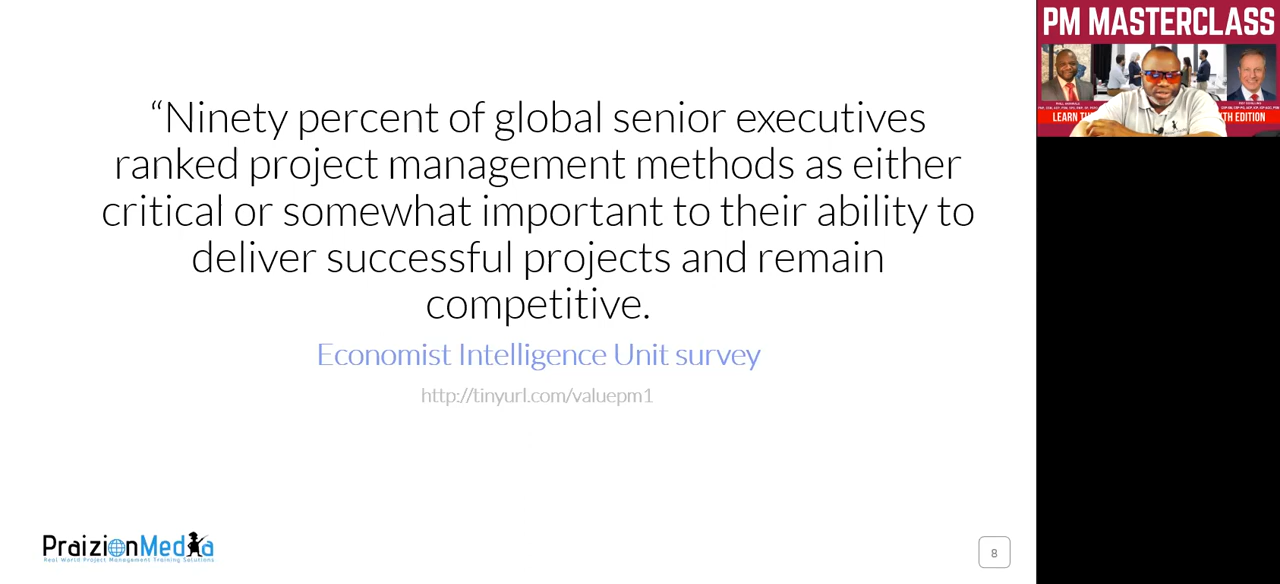 “Ninety percent of global senior executives
ranked project management methods as either
critical or somewhat important to their ability to
deliver successful projects and remain
competitive.
Economist Intelligence Unit survey
http://tinyurl.com/valuepm1
PraizionMedia
Real World Project Management Training Solutions
8
PM MASTERCLASS
LEARN TH
TH EDITION